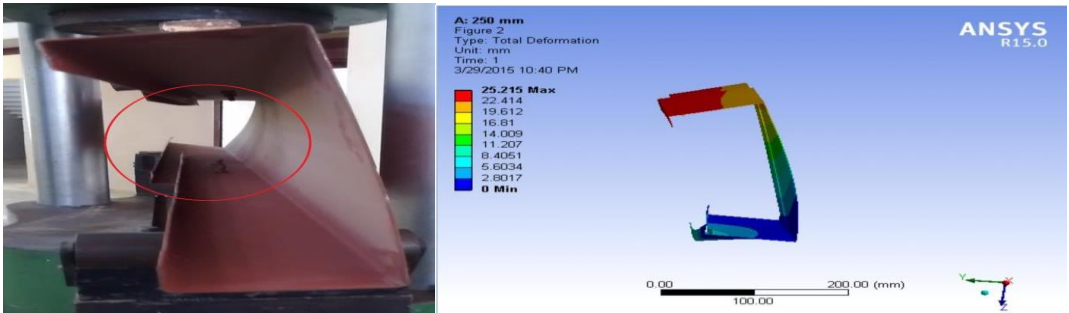 A: 250 mm
Figure 2
Type: Total Deformation
Unit: mm
Time: 1
3/29/2015 10:40 PM
25.215 Max
22.414
19.612
16.81
14.009
11.207
8.4051
5.6034
2.8017
0 Min
ANSYS
R15.0
0.00
200.00 (mm)
100.00
Y
X
Z